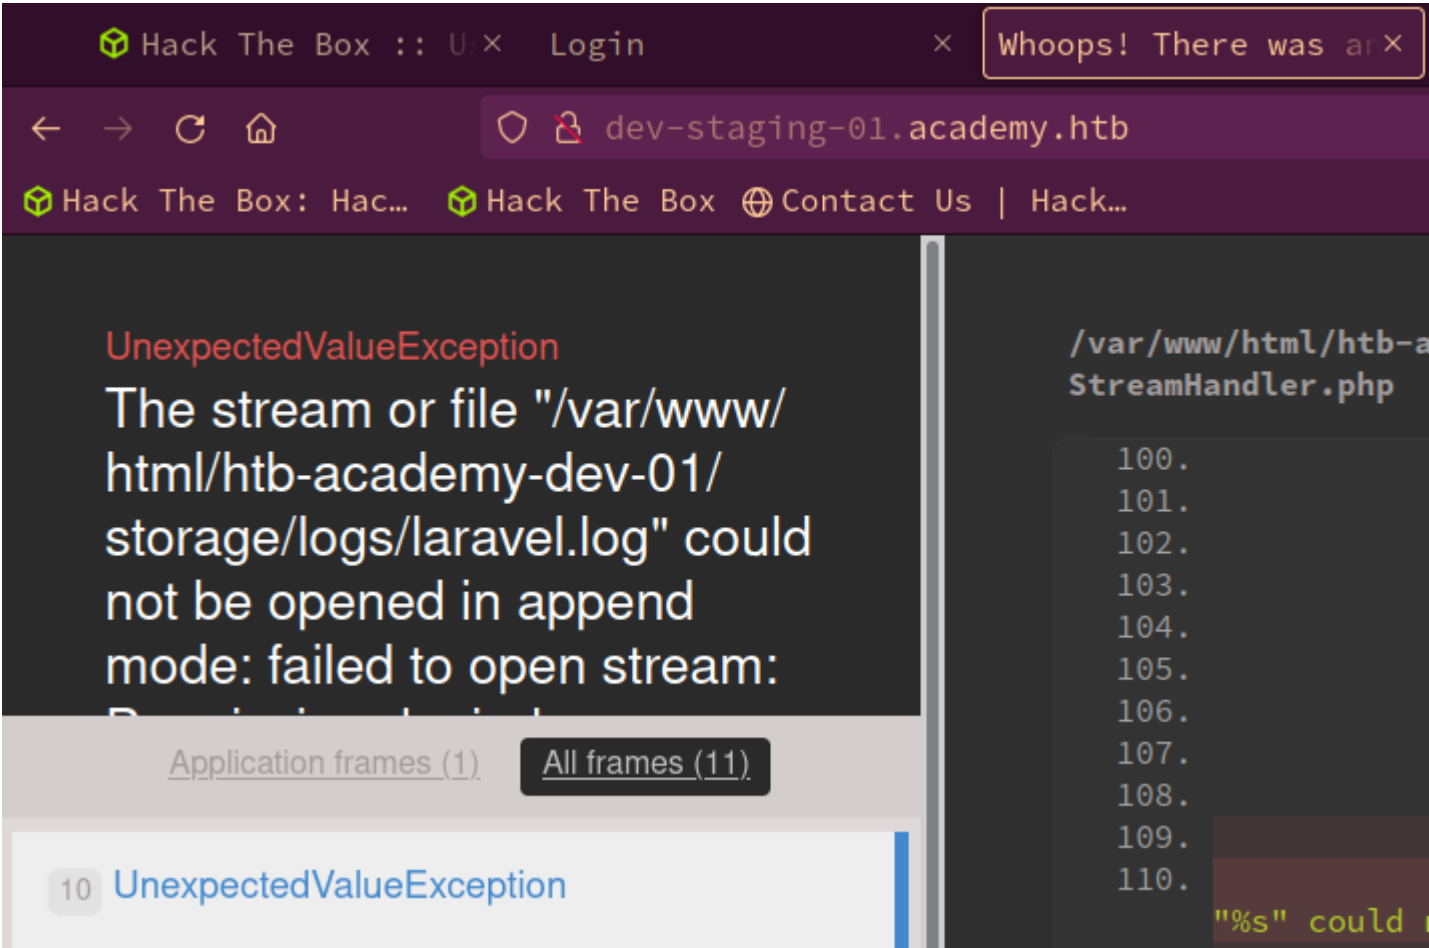 Hack The Box :: Us
Login
Whoops! There was an
dev-staging-01.academy.htb
Hack The Box: Hac…
Hack The Box
Contact Us | Hack…
UnexpectedValueException
The stream or file "/var/www/
html/htb-academy-dev-01/
storage/logs/laravel.log" could
not be opened in append
mode: failed to open stream:
Application frames (1)
All frames (11)
10 UnexpectedValueException
/var/www/html/htb-a
StreamHandler.php
100.
101.
102.
103.
104.
105.
106.
107.
108.
109.
110.
"%s" could